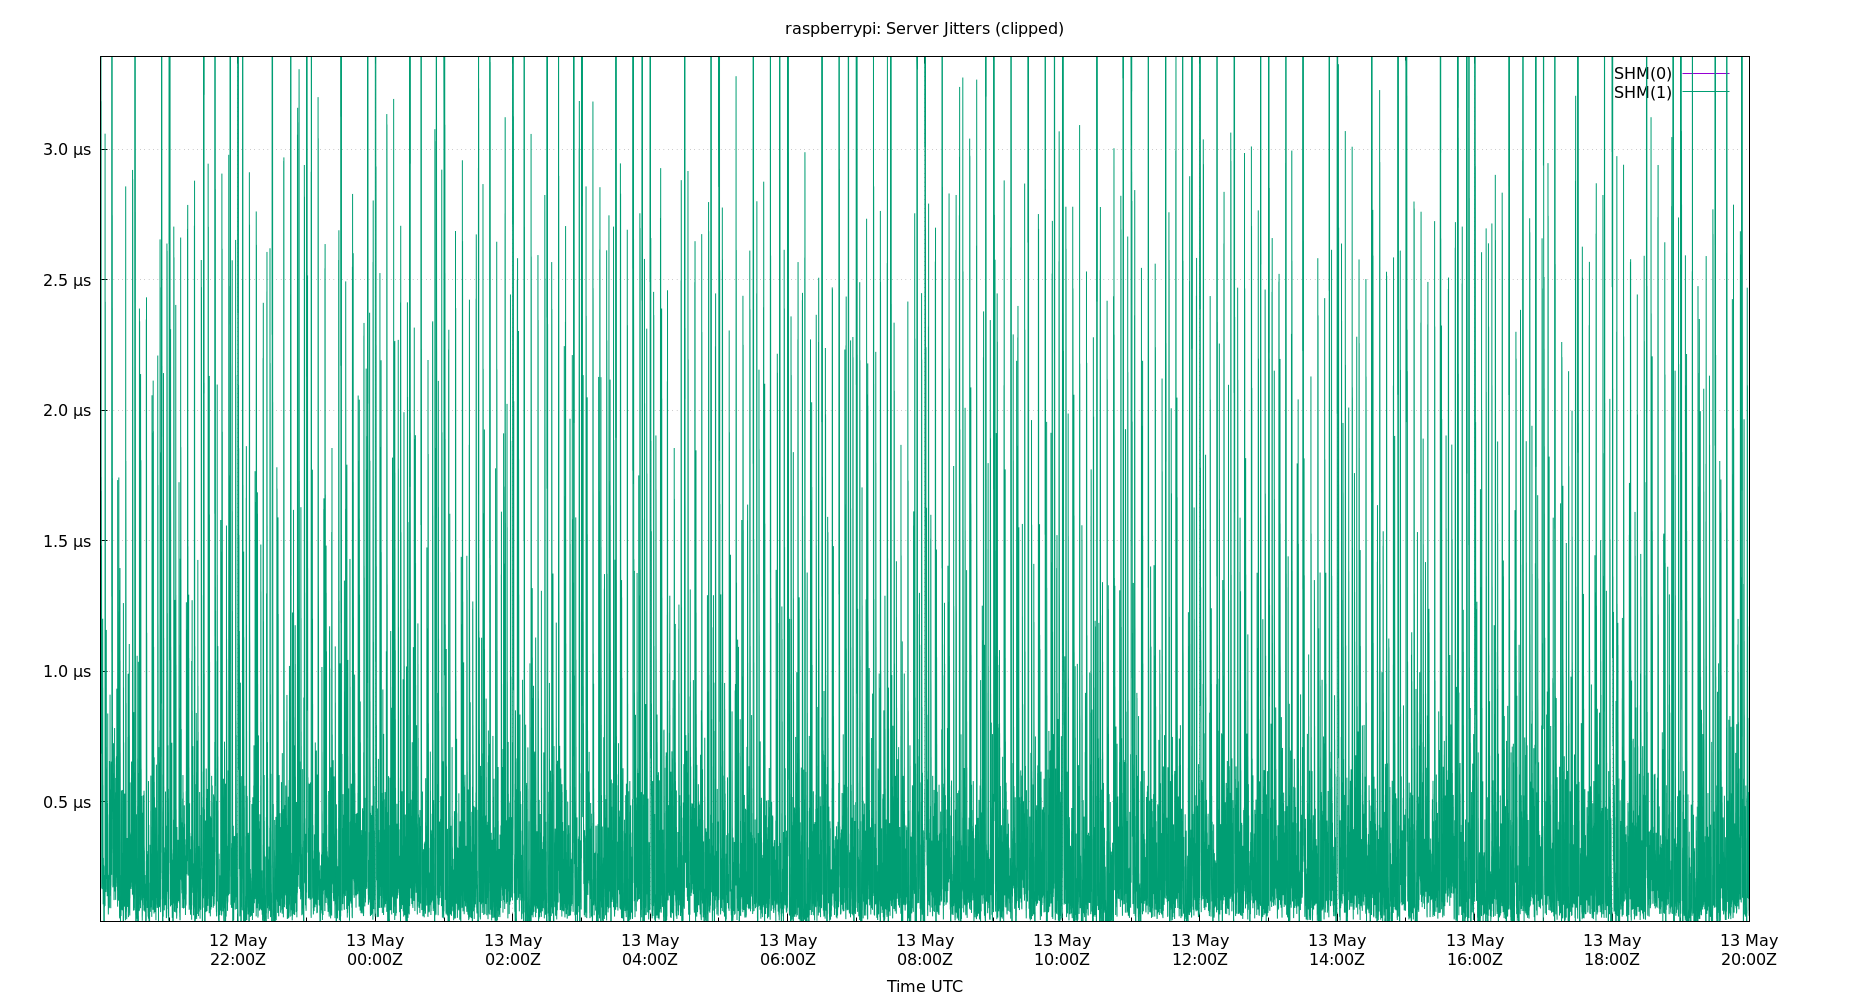 raspberrypi: Server Jitters (clipped)
SHM(0)
SHM(1)
3.0 µs
2.5 µs
2.0 µs
1.5 µs
1.0 µs
0.5 µs
12 May 13 May 13 May 13 May 13 May 13 May 13 May 13 May 13 May 13 May 13 May 13 May
22:00Z 00:00Z 02:00Z 04:00Z 06:00Z 08:00Z 10:00Z 12:00Z 14:00Z 16:00Z 18:00Z 20:00Z
Time UTC